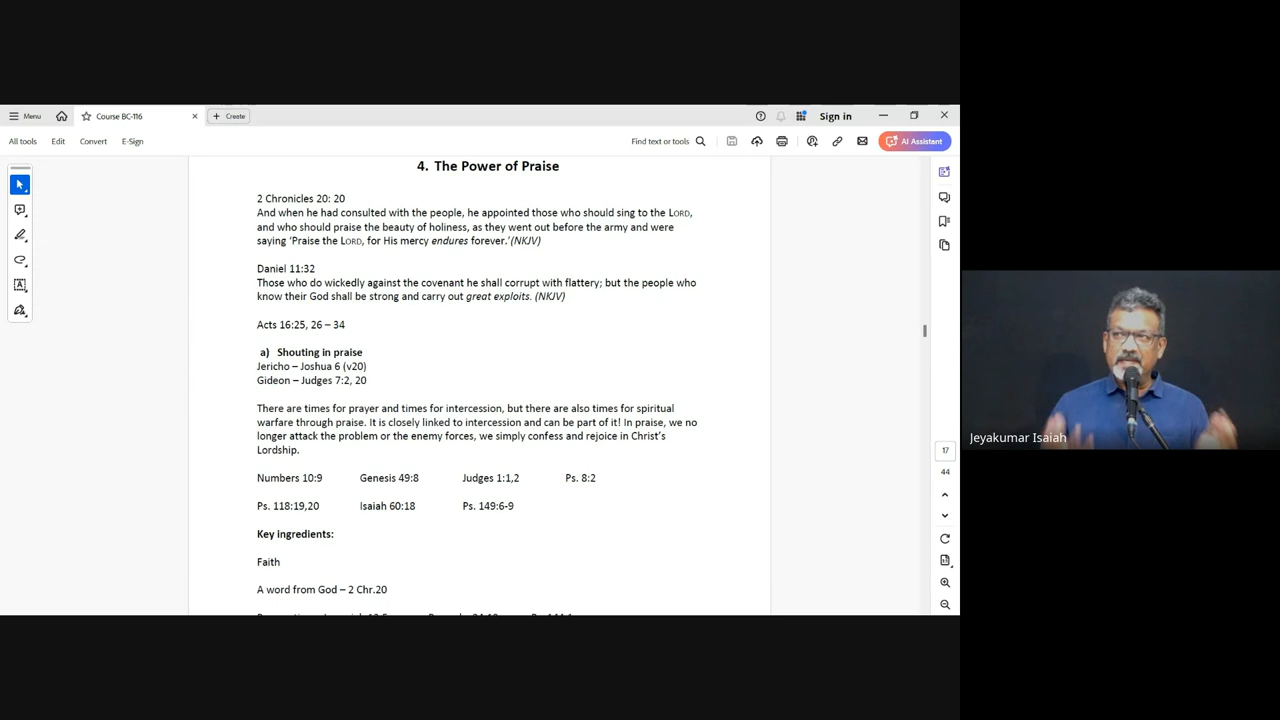 Menu
Course BC-116
Create
Sign in
All tools
Edit
Convert
E-Sign
Find text or tools
AI Assistant
4. The Power of Praise
2 Chronicles 20: 20
And when he had consulted with the people, he appointed those who should sing to the LORD,
and who should praise the beauty of holiness, as they went out before the army and were
saying ‘Praise the LORD, for His mercy endures forever.’(NKJV)
Daniel 11:32
Those who do wickedly against the covenant he shall corrupt with flattery; but the people who
know their God shall be strong and carry out great exploits. (NKJV)
Acts 16:25, 26 – 34
a) Shouting in praise
Jericho – Joshua 6 (v20)
Gideon – Judges 7:2, 20
There are times for prayer and times for intercession, but there are also times for spiritual
warfare through praise. It is closely linked to intercession and can be part of it! In praise, we no
longer attack the problem or the enemy forces, we simply confess and rejoice in Christ’s
Lordship.
Numbers 10:9 Genesis 49:8 Judges 1:1,2 Ps. 8:2
Ps. 118:19,20 Isaiah 60:18 Ps. 149:6-9
Key ingredients:
Faith
A word from God – 2 Chr.20
17
44
Jeyakumar Isaiah